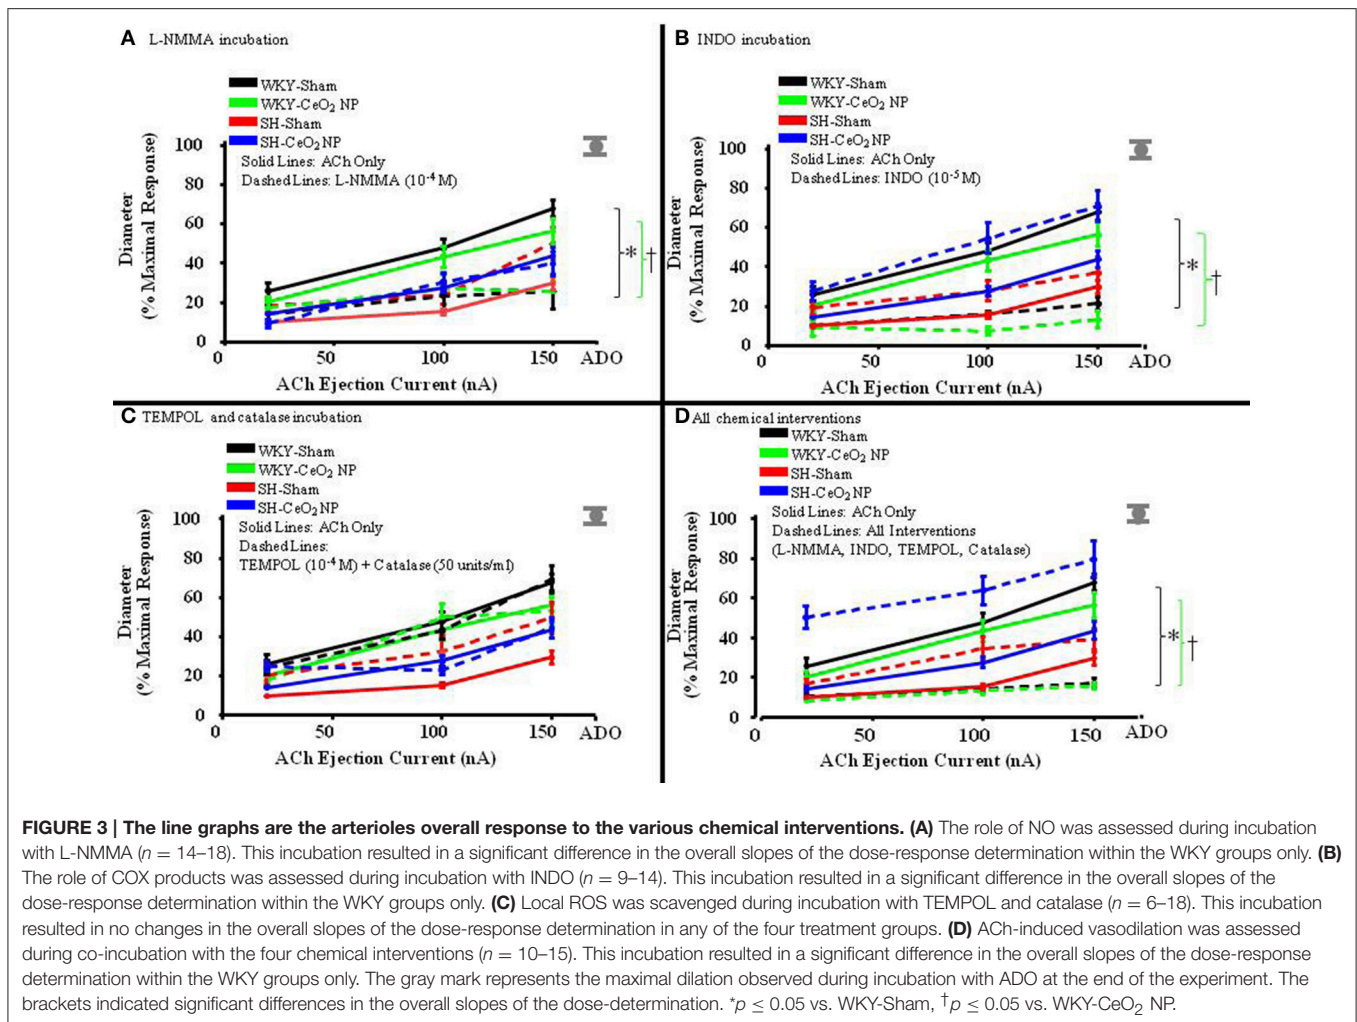 A L-NMMA incubation
WKY-Sham
WKY-CeO₂ NP
SH-Sham
SH-CeO₂NP
Solid Lines: ACh Only
Dashed Lines: L-NMMA (10⁻⁴ M)
Diameter
(% Maximal Response)
100
80
60
40
20
0
* †
0 50 100 150 ADO
ACh Ejection Current (nA)
B INDO incubation
WKY-Sham
WKY-CeO₂ NP
SH-Sham
SH-CeO₂ NP
Solid Lines: ACh Only
Dashed Lines: INDO (10⁻⁵ M)
Diameter
(% Maximal Response)
100
80
60
40
20
0
* †
0 50 100 150 ADO
ACh Ejection Current (nA)
C TEMPOL and catalase incubation
WKY-Sham
WKY-CeO₂ NP
SH-Sham
SH-CeO₂NP
Solid Lines: ACh Only
Dashed Lines:
TEMPOL (10⁻⁴ M) + Catalase (50 units/ml)
Diameter
(% Maximal Response)
100
80
60
40
20
0
0 50 100 150 ADO
ACh Ejection Current (nA)
D All chemical interventions
WKY-Sham
WKY-CeO₂ NP
SH-Sham
SH-CeO₂NP
Solid Lines: ACh Only
Dashed Lines: All Interventions
(L-NMMA, INDO, TEMPOL, Catalase)
Diameter
(% Maximal Response)
100
80
60
40
20
0
* †
0 50 100 150 ADO
ACh Ejection Current (nA)
FIGURE 3 | The line graphs are the arterioles overall response to the various chemical interventions. (A) The role of NO was assessed during incubation
with L-NMMA (n = 14–18). This incubation resulted in a significant difference in the overall slopes of the dose-response determination within the WKY groups only. (B)
The role of COX products was assessed during incubation with INDO (n = 9–14). This incubation resulted in a significant difference in the overall slopes of the
dose-response determination within the WKY groups only. (C) Local ROS was scavenged during incubation with TEMPOL and catalase (n = 6–18). This incubation
resulted in no changes in the overall slopes of the dose-response determination in any of the four treatment groups. (D) ACh-induced vasodilation was assessed
during co-incubation with the four chemical interventions (n = 10–15). This incubation resulted in a significant difference in the overall slopes of the dose-response
determination within the WKY groups only. The gray mark represents the maximal dilation observed during incubation with ADO at the end of the experiment. The
brackets indicated significant differences in the overall slopes of the dose-determination. *p ≤ 0.05 vs. WKY-Sham, †p ≤ 0.05 vs. WKY-CeO₂ NP.